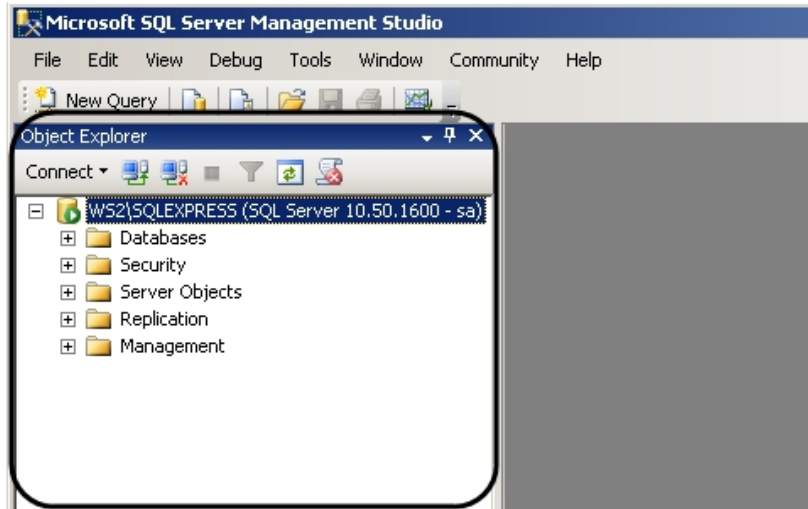 Microsoft SQL Server Management Studio
File Edit View Debug Tools Window Community Help
New Query
Object Explorer
Connect
WS2\SQLEXPRESS (SQL Server 10.50.1600 - sa)
Databases
Security
Server Objects
Replication
Management